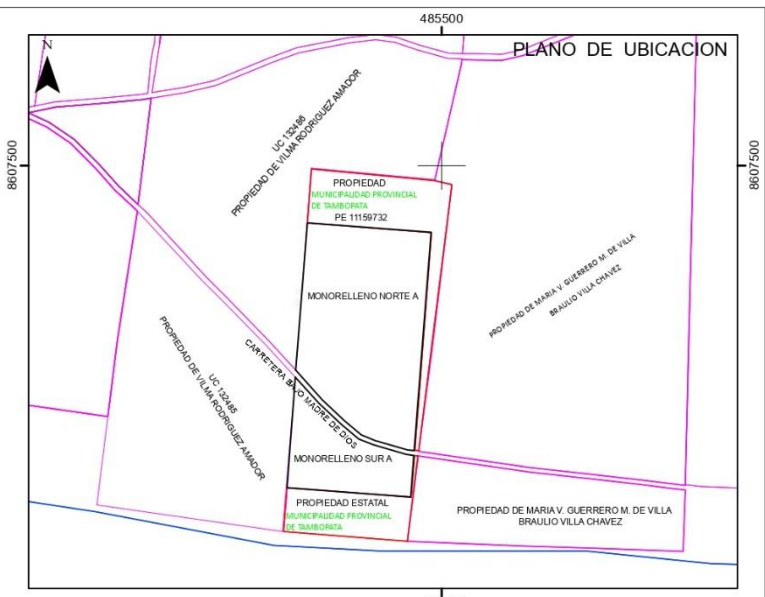 485500
PLANO DE UBICACION
N
8607500
8607500
UC 132486
PROPIEDAD DE VILMA RODRIGUEZ AMADOR
PROPIEDAD
MUNICIPALIDAD PROVINCIAL
DE TAMBOPATA
PE 11159732
MONORELLENO NORTE A
PROPIEDAD DE MARIA V. GUERRERO M. DE VILLA
BRAULIO VILLA CHAVEZ
UC 132485
PROPIEDAD DE VILMA RODRIGUEZ AMADOR
CARRETERA BAJO MADRE DE DIOS
MONORELLENO SUR A
PROPIEDAD ESTATAL
MUNICIPALIDAD PROVINCIAL
DE TAMBOPATA
PROPIEDAD DE MARIA V. GUERRERO M. DE VILLA
BRAULIO VILLA CHAVEZ